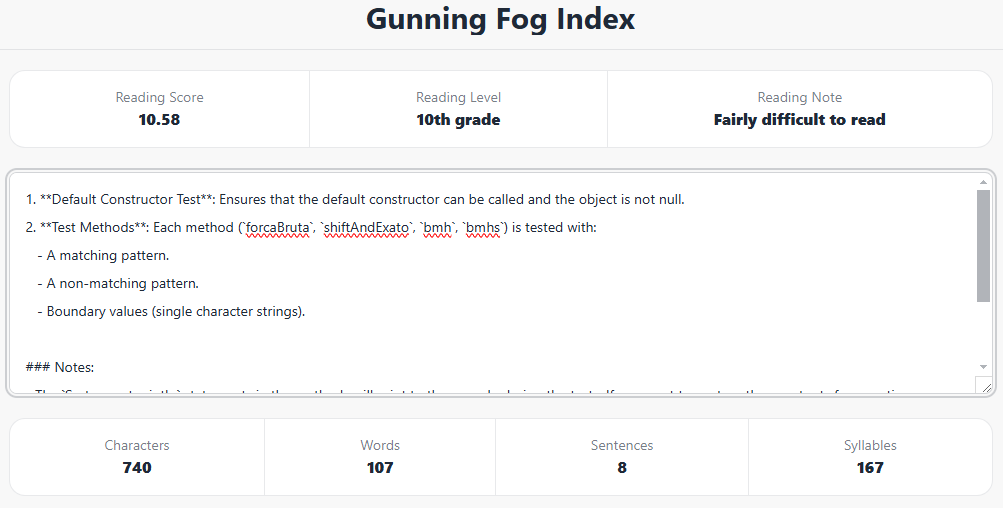 Gunning Fog Index
Reading Score
10.58
Reading Level
10th grade
Reading Note
Fairly difficult to read
1. **Default Constructor Test**: Ensures that the default constructor can be called and the object is not null.
2. **Test Methods**: Each method (`forcaBruta`, `shiftAndExato`, `bmh`, `bmhs`) is tested with:
- A matching pattern.
- A non-matching pattern.
- Boundary values (single character strings).
### Notes:
Characters
740
Words
107
Sentences
8
Syllables
167